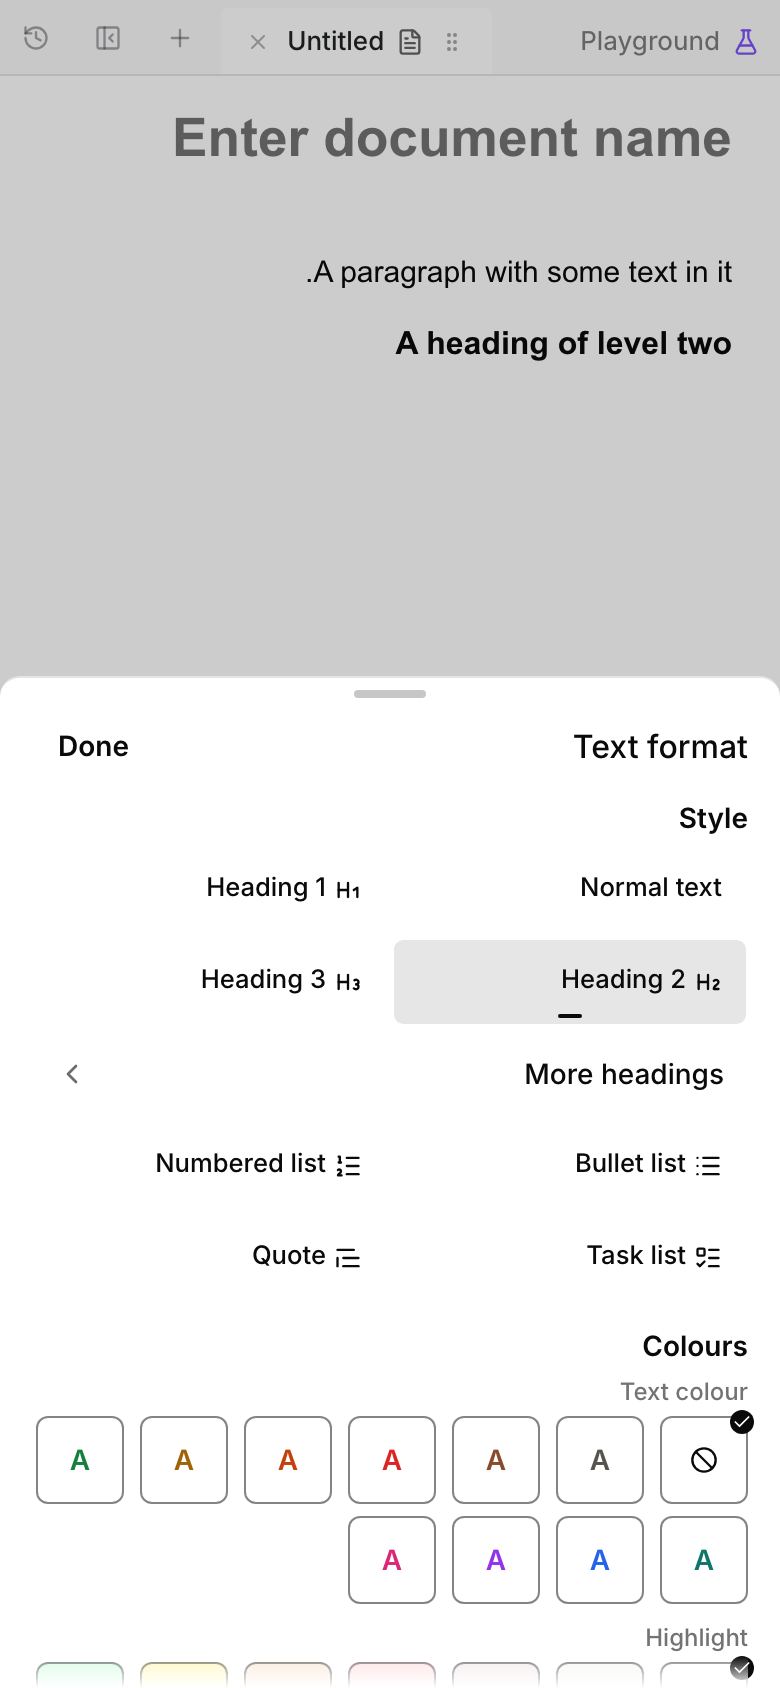 Playground
Untitled
Enter document name
A paragraph with some text in it.
A heading of level two
Text format
Done
Style
Normal text
H1 Heading 1
H2 Heading 2
H3 Heading 3
More headings
Bullet list
Numbered list
Task list
Quote
Colours
Text colour
A A A A A A
A A A A
Highlight